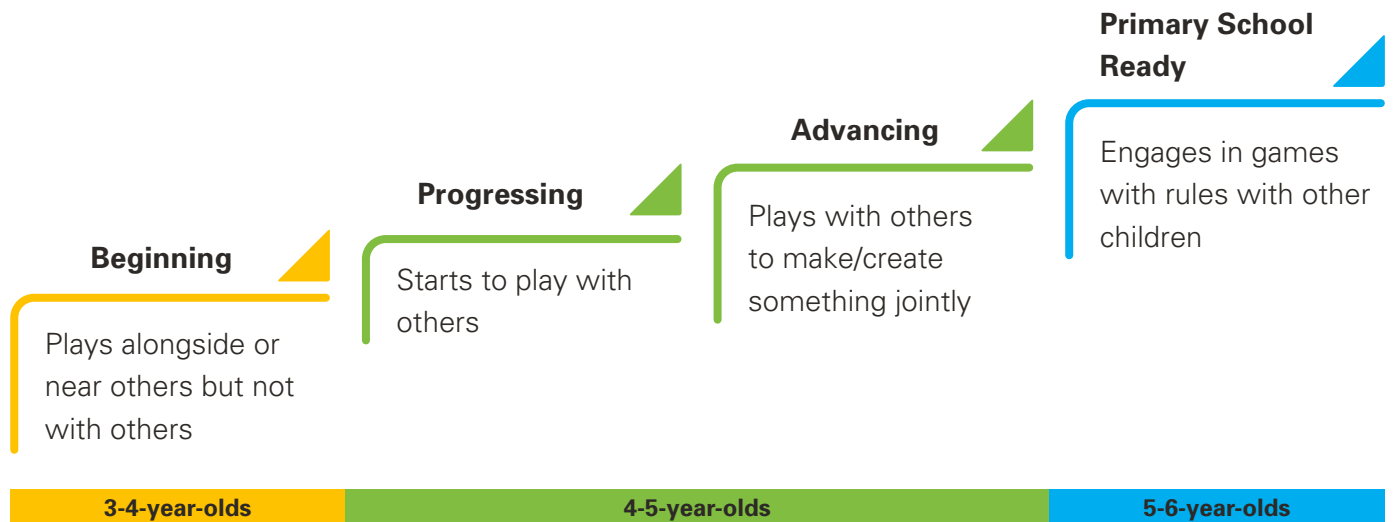 Beginning
Plays alongside or
near others but not
with others
Progressing
Starts to play with
others
Advancing
Plays with others
to make/create
something jointly
Primary School
Ready
Engages in games
with rules with other
children
3-4-year-olds
4-5-year-olds
5-6-year-olds